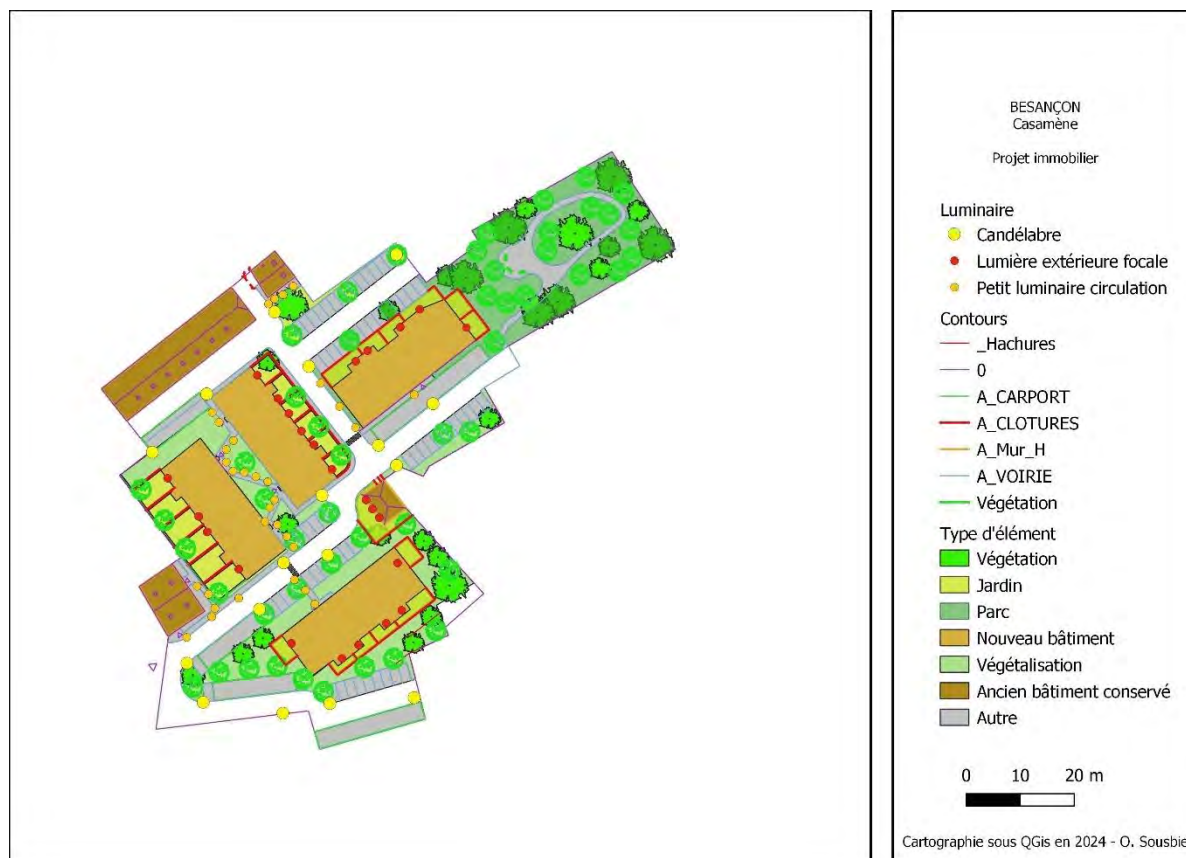 BESANÇON
Casamène
Projet immobilier
Luminaire
Candélabre
Lumière extérieure focale
Petit luminaire circulation
Contours
_Hachures
0
A_CARPORT
A_CLOTURES
A_Mur_H
A_VOIRIE
Végétation
Type d'élément
Végétation
Jardin
Parc
Nouveau bâtiment
Végétalisation
Ancien bâtiment conservé
Autre
0 10 20 m
Cartographie sous QGis en 2024 - O. Sousbie